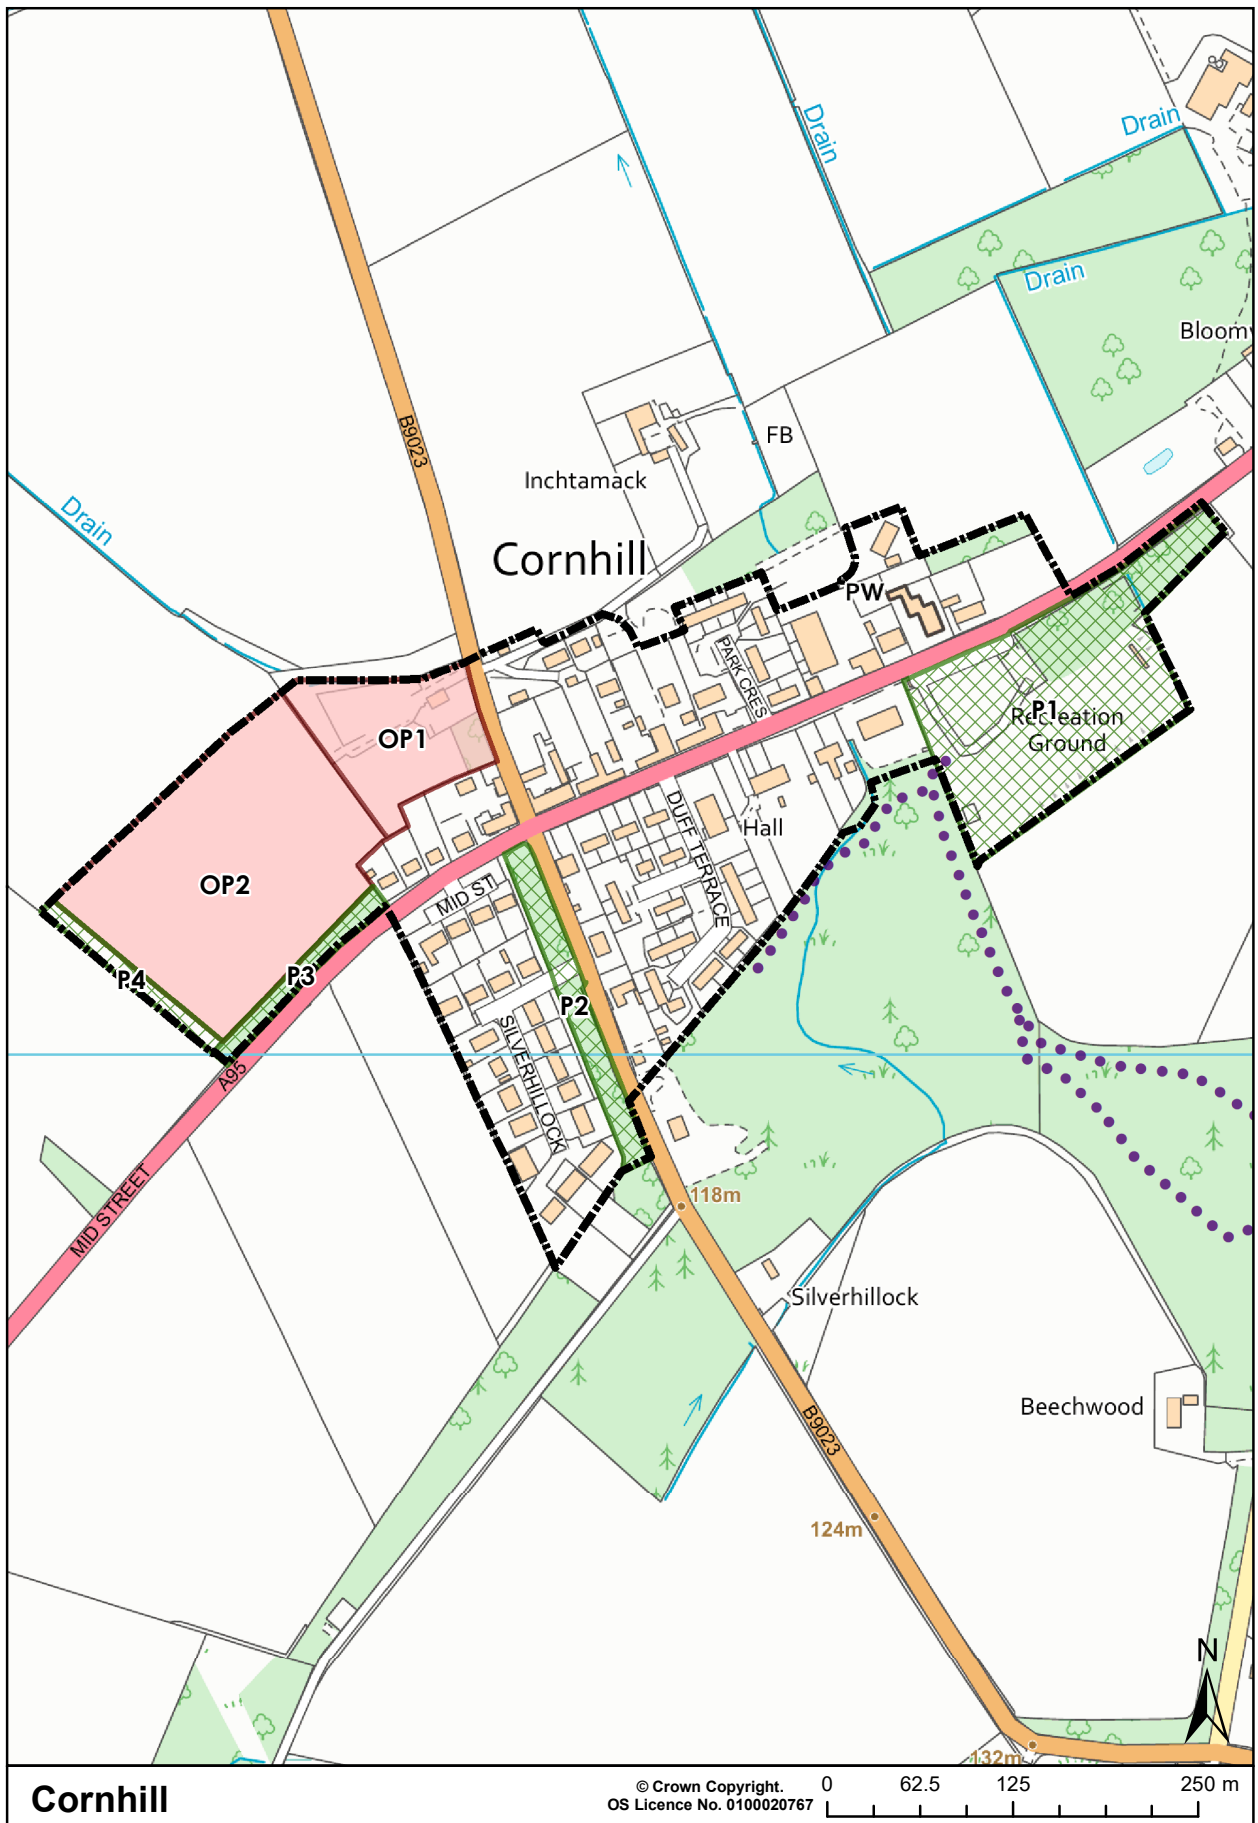 Drain
Drain
Drain
Bloomv
B9023
FB
Inchtamack
Drain
Cornhill
PW
PARK CRES
OP1
P1
Recreation
Ground
DUFF TERRACE
Hall
OP2
MID ST
P4
P3
P2
SILVERHILLOCK
A95
MID STREET
118m
Silverhillock
Beechwood
B9023
124m
N
132m
Cornhill
© Crown Copyright.
OS Licence No. 0100020767
0 62.5 125 250 m